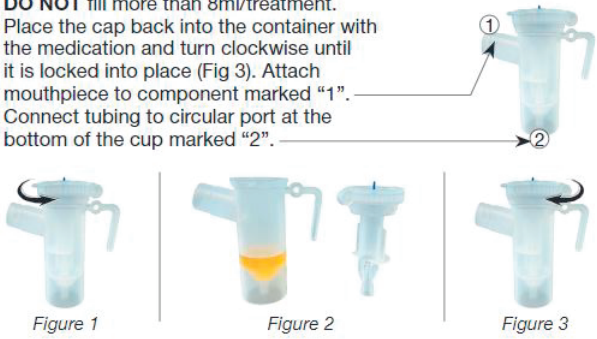 DO NOT fill more than 8ml/treatment.
Place the cap back into the container with
the medication and turn clockwise until
it is locked into place (Fig 3). Attach
mouthpiece to component marked “1”.
Connect tubing to circular port at the
bottom of the cup marked “2”.
1
2
Figure 1
Figure 2
Figure 3